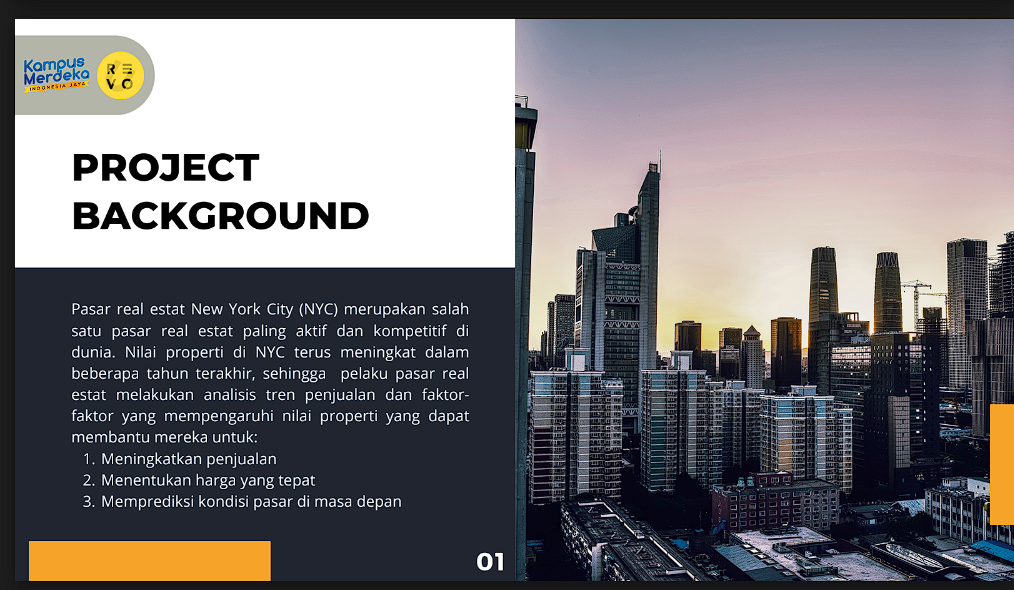 Kampus
Merdeka
INDONESIA JAYA
RE
VO
PROJECT
BACKGROUND
Pasar real estat New York City (NYC) merupakan salah
satu pasar real estat paling aktif dan kompetitif di
dunia. Nilai properti di NYC terus meningkat dalam
beberapa tahun terakhir, sehingga pelaku pasar real
estat melakukan analisis tren penjualan dan faktor-
faktor yang mempengaruhi nilai properti yang dapat
membantu mereka untuk:
1. Meningkatkan penjualan
2. Menentukan harga yang tepat
3. Memprediksi kondisi pasar di masa depan
01